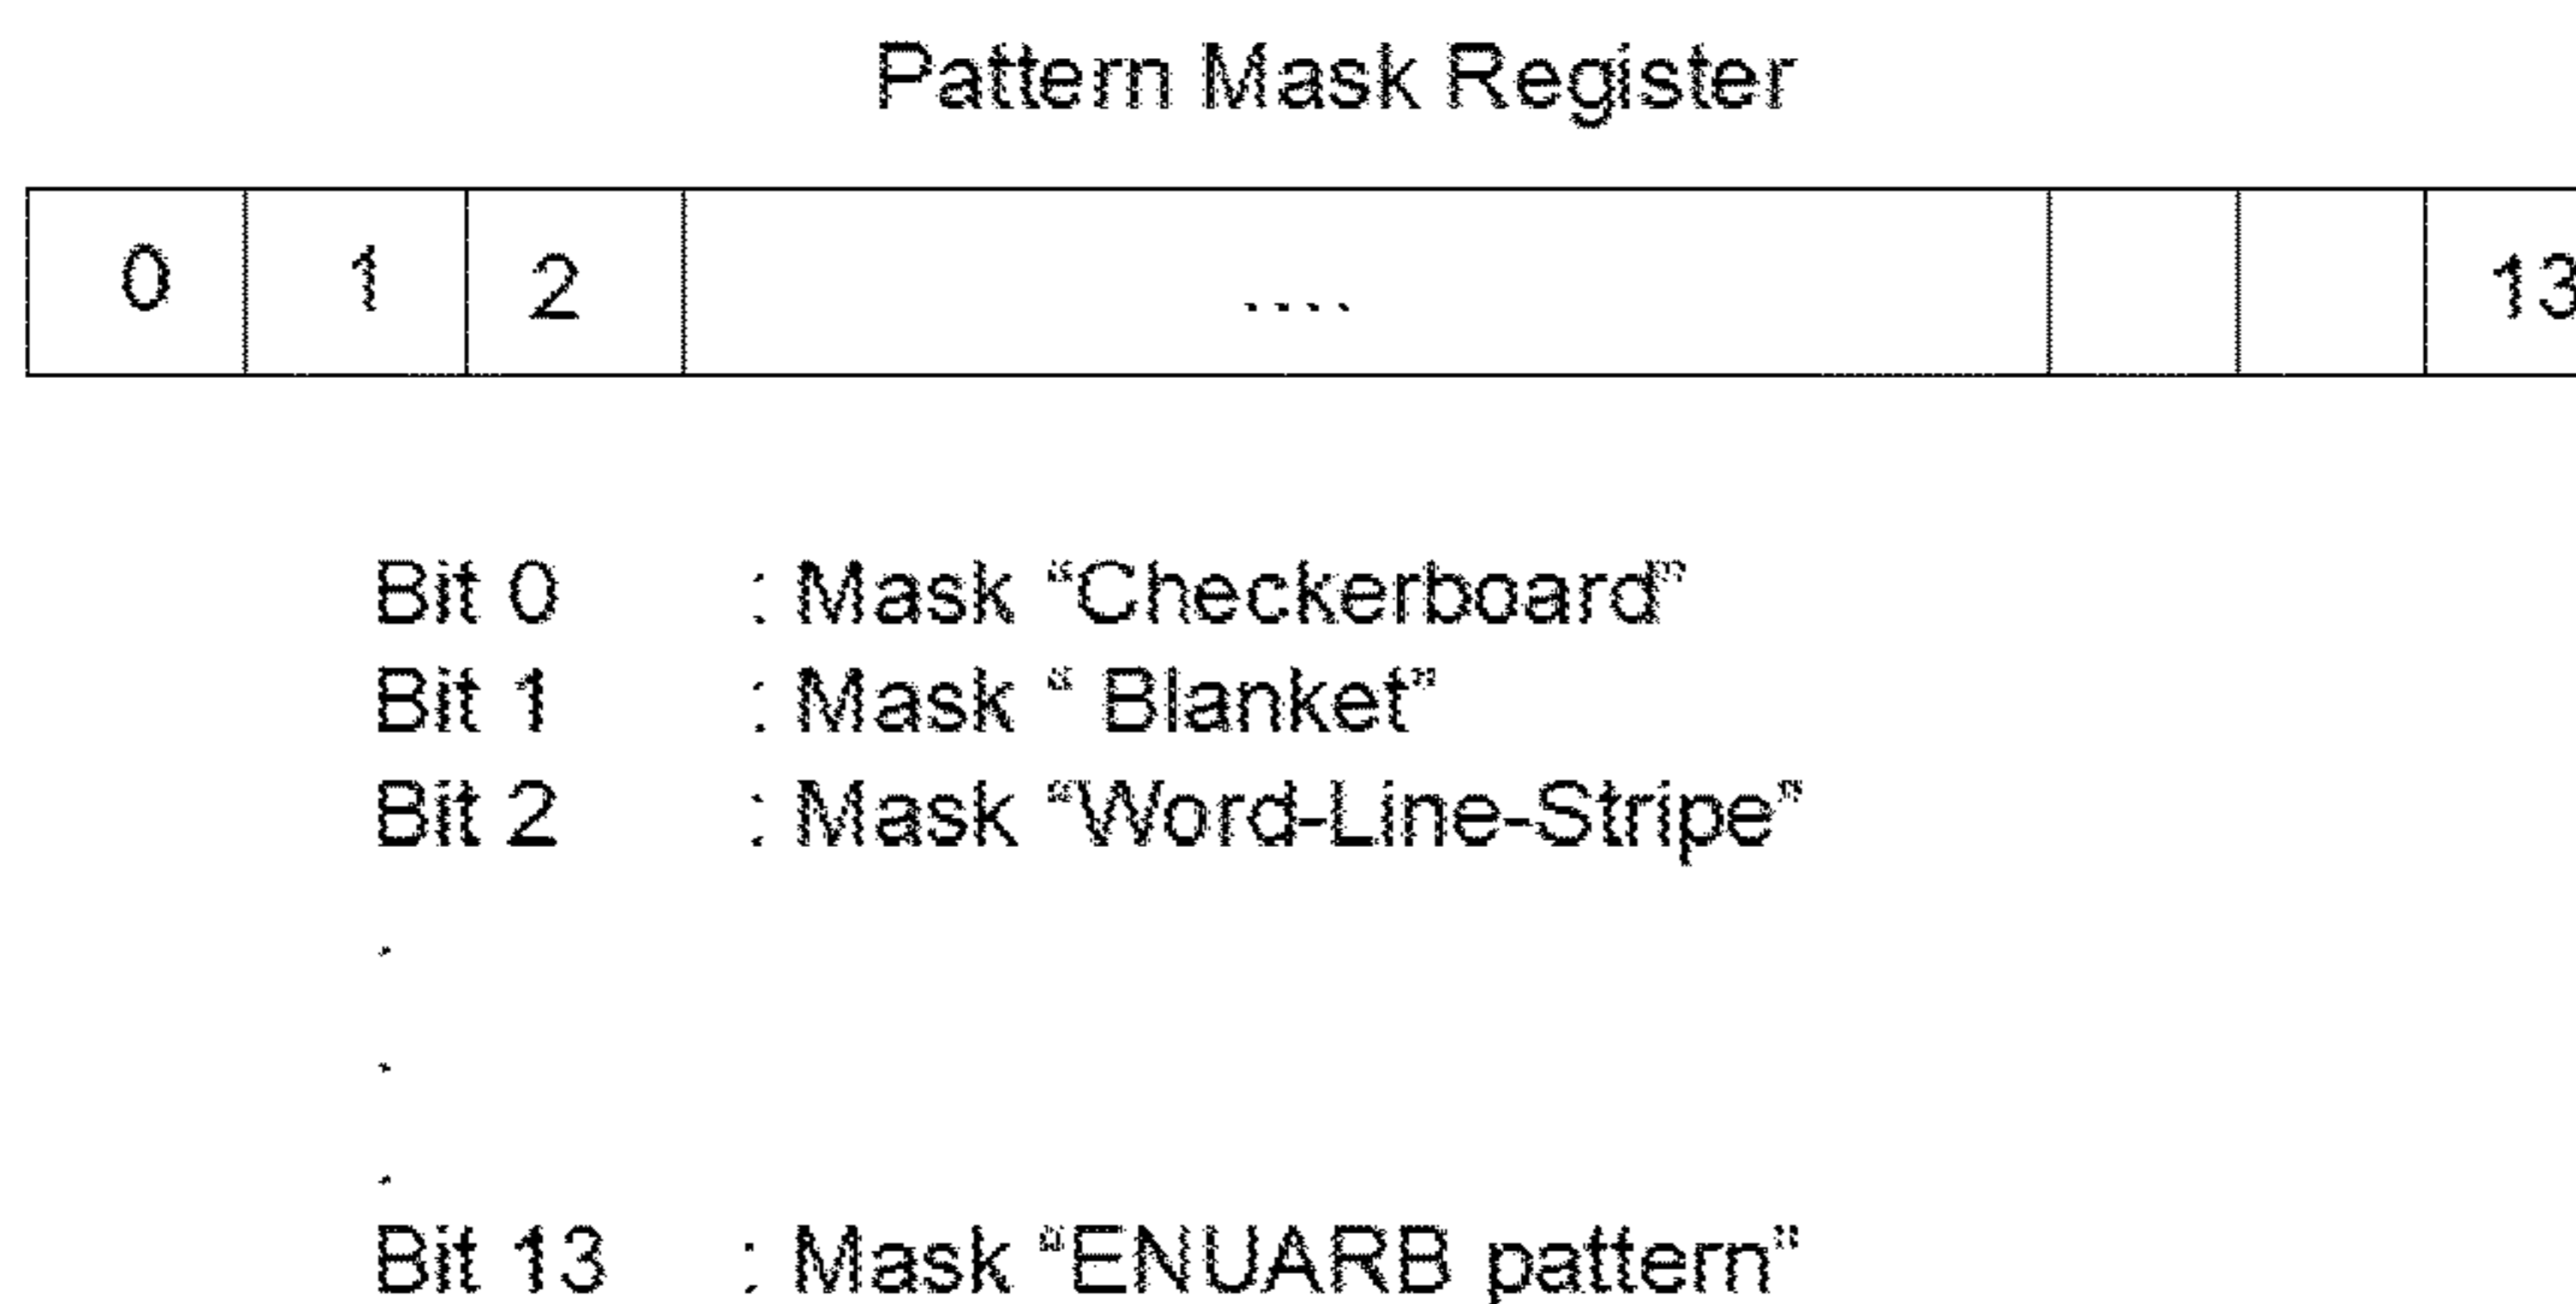 Pattern Mask Register
0 1 2 .... 13
Bit 0 : Mask “Checkerboard”
Bit 1 : Mask “ Blanket”
Bit 2 : Mask “Word-Line-Stripe”
.
.
.
Bit 13 : Mask “ENUARB pattern”